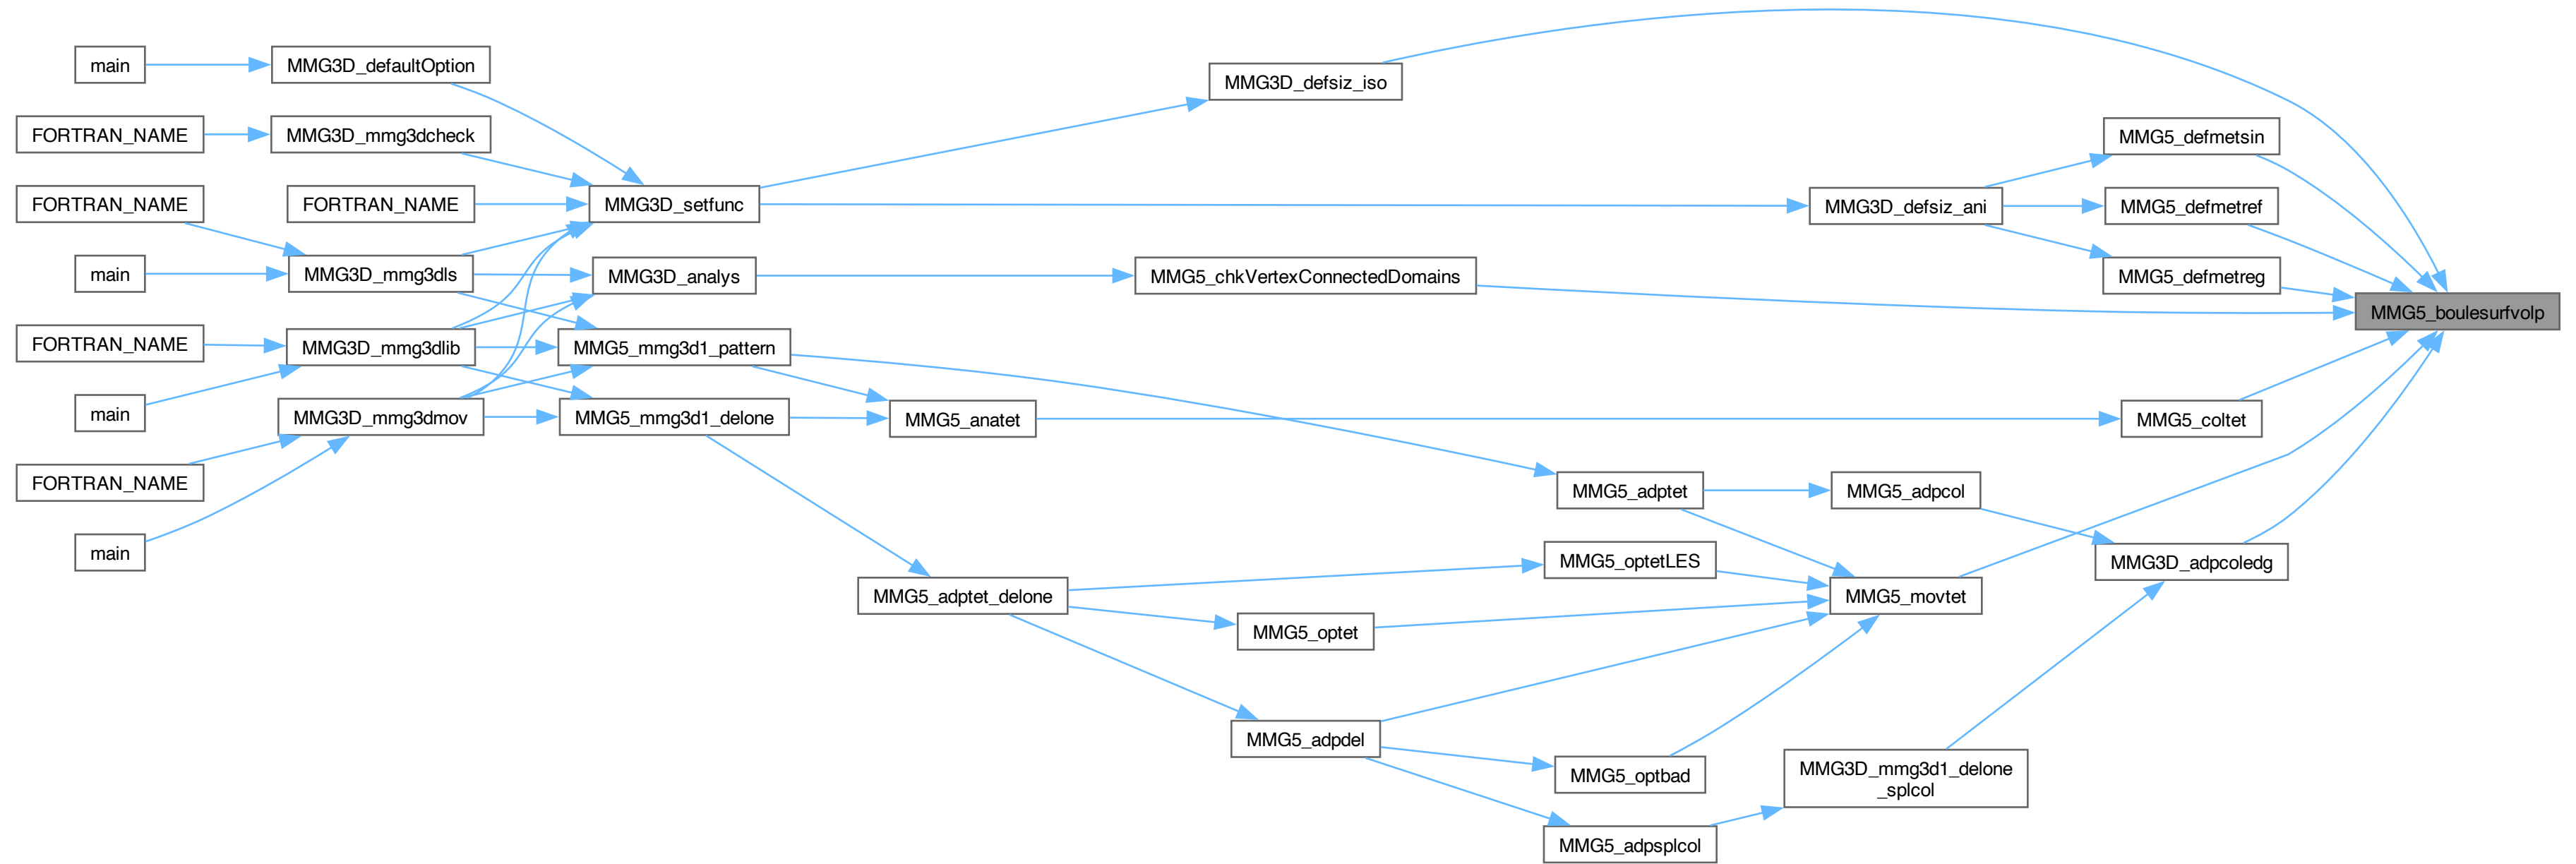 main
MMG3D_defaultOption
MMG3D_defsiz_iso
FORTRAN_NAME
MMG3D_mmg3dcheck
MMG5_defmetsin
FORTRAN_NAME
FORTRAN_NAME
MMG3D_setfunc
MMG3D_defsiz_ani
MMG5_defmetref
main
MMG3D_mmg3dls
MMG3D_analys
MMG5_chkVertexConnectedDomains
MMG5_defmetreg
MMG5_boulesurfvolp
FORTRAN_NAME
MMG3D_mmg3dlib
MMG5_mmg3d1_pattern
main
MMG3D_mmg3dmov
MMG5_mmg3d1_delone
MMG5_anatet
MMG5_coltet
FORTRAN_NAME
MMG5_adptet
MMG5_adpcol
main
MMG5_optetLES
MMG3D_adpcoledg
MMG5_adptet_delone
MMG5_movtet
MMG5_optet
MMG5_adpdel
MMG5_optbad
MMG3D_mmg3d1_delone
_splcol
MMG5_adpsplcol